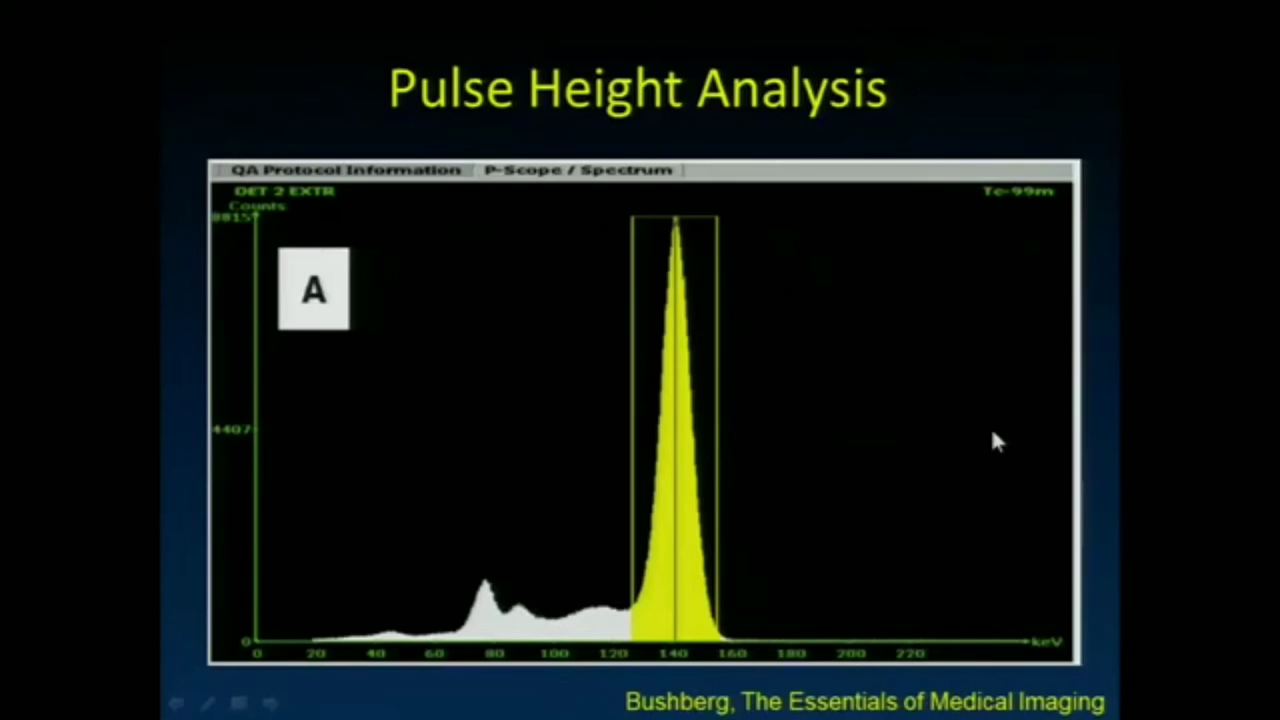 Pulse Height Analysis
QA Protocol Information P-Scope / Spectrum
DET 2 EXTR Tc-99m
Counts
8815
A
4407
0
keV
0 20 40 60 80 100 120 140 160 180 200 220
Bushberg, The Essentials of Medical Imaging